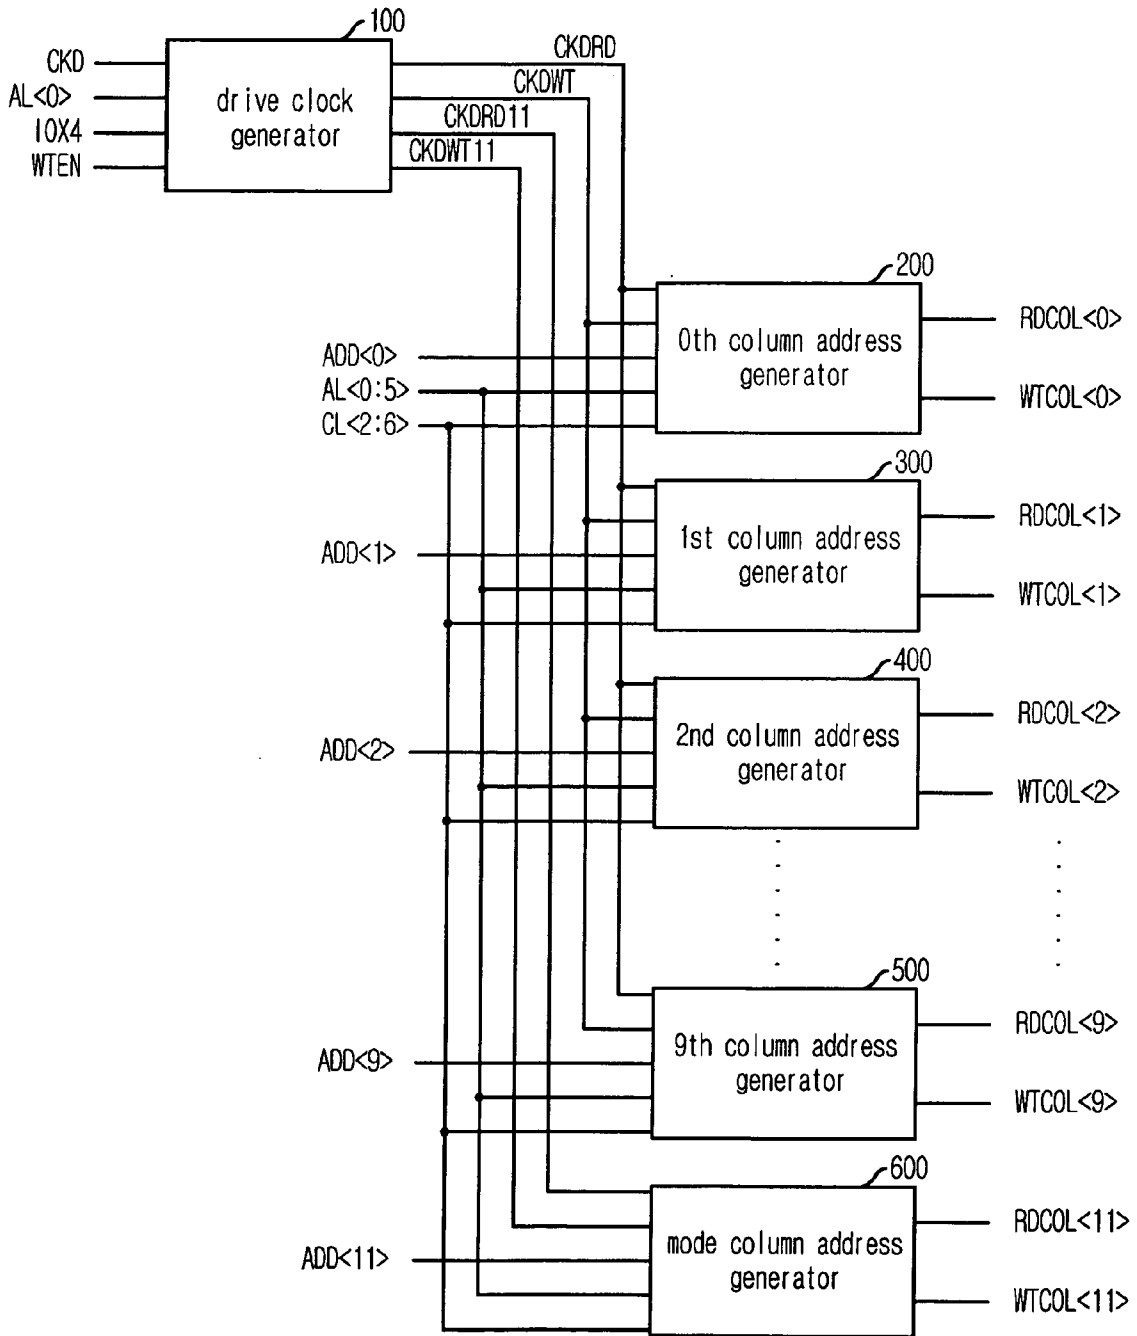 100
CKD
AL<0>
IOX4
WTEN
drive clock
generator
CKDRD
CKDWT
CKDRD11
CKDWT11
200
ADD<0>
AL<0:5>
CL<2:6>
0th column address
generator
RDCOL<0>
WTCOL<0>
300
ADD<1>
1st column address
generator
RDCOL<1>
WTCOL<1>
400
ADD<2>
2nd column address
generator
RDCOL<2>
WTCOL<2>
500
ADD<9>
9th column address
generator
RDCOL<9>
WTCOL<9>
600
ADD<11>
mode column address
generator
RDCOL<11>
WTCOL<11>